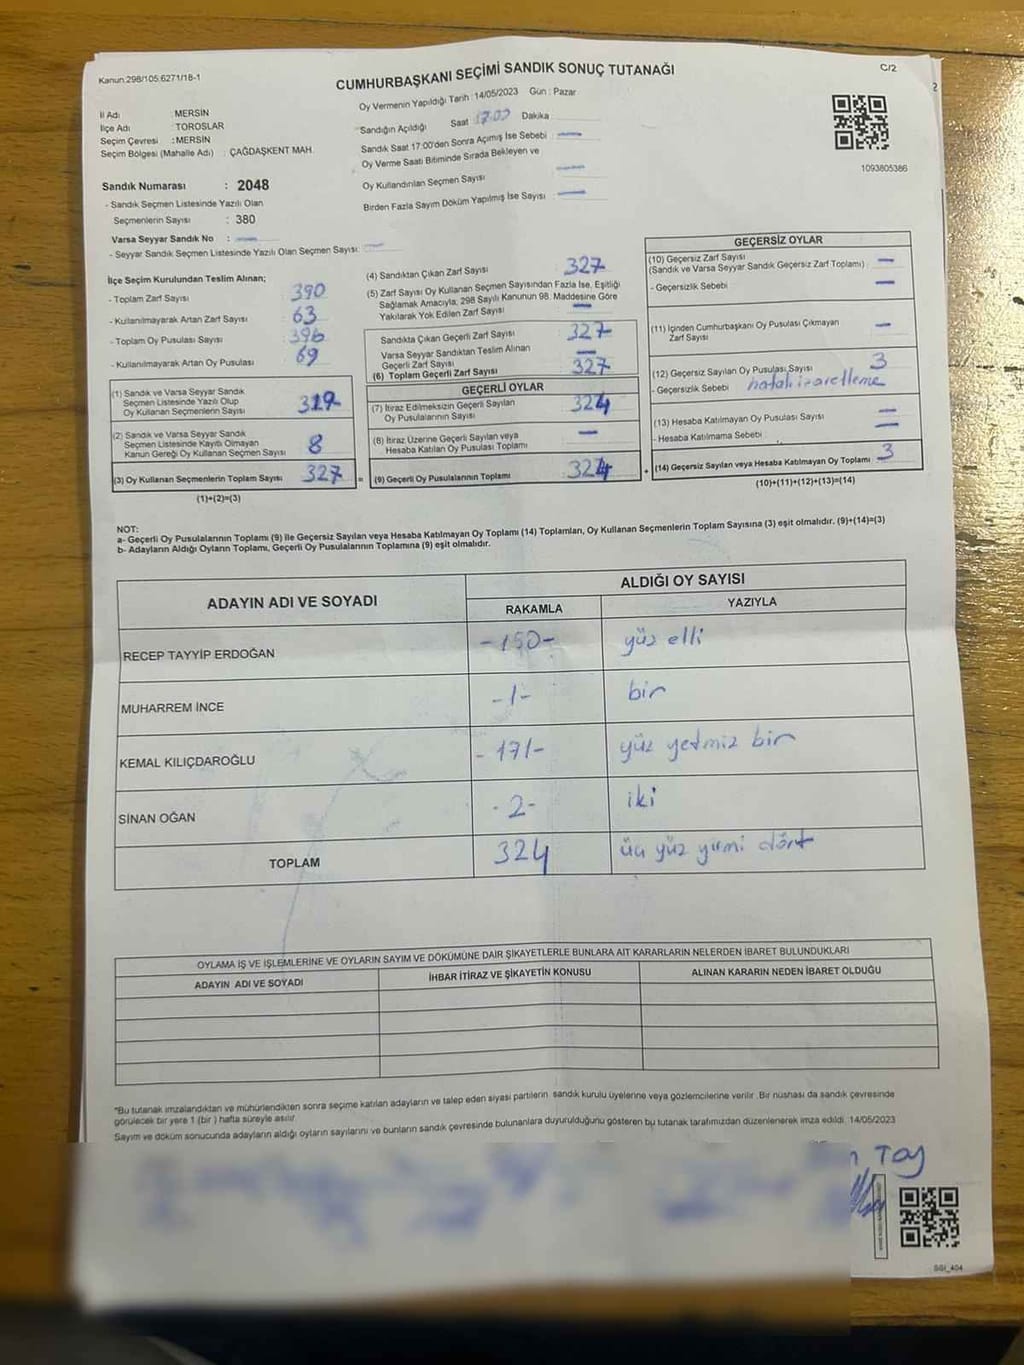 Kanun:298/105:6271/18-1
C/2
CUMHURBAŞKANI SEÇİMİ SANDIK SONUÇ TUTANAĞI
İl Adı : MERSİN
İlçe Adı : TOROSLAR
Seçim Çevresi : MERSİN
Seçim Bölgesi (Mahalle Adı) : ÇAĞDAŞKENT MAH.
Sandık Numarası : 2048
- Sandık Seçmen Listesinde Yazılı Olan
Seçmenlerin Sayısı : 380
Varsa Seyyar Sandık No : —
- Seyyar Sandık Seçmen Listesinde Yazılı Olan Seçmen Sayısı: —
Oy Vermenin Yapıldığı Tarih : 14/05/2023 Gün : Pazar
Sandığın Açıldığı Saat 17:00 Dakika
Sandık Saat 17:00'den Sonra Açımış İse Sebebi —
Oy Verme Saati Bitiminde Sırada Bekleyen ve
Oy Kullandırılan Seçmen Sayısı —
Birden Fazla Sayım Döküm Yapılmış İse Sayısı —
1093805386
İlçe Seçim Kurulundan Teslim Alınan;
- Toplam Zarf Sayısı 390
- Kullanılmayarak Artan Zarf Sayısı 63
- Toplam Oy Pusulası Sayısı 396
- Kullanılmayarak Artan Oy Pusulası 69
(1) Sandık ve Varsa Seyyar Sandık
Seçmen Listesinde Yazılı Olup
Oy Kullanan Seçmenlerin Sayısı 319
(2) Sandık ve Varsa Seyyar Sandık
Seçmen Listesinde Kayıtlı Olmayan
Kanun Gereği Oy Kullanan Seçmen Sayısı 8
(3) Oy Kullanan Seçmenlerin Toplam Sayısı 327 =
(1)+(2)=(3)
(4) Sandıktan Çıkan Zarf Sayısı 327
(5) Zarf Sayısı Oy Kullanan Seçmen Sayısından Fazla İse, Eşitliği
Sağlamak Amacıyla; 298 Sayılı Kanunun 98. Maddesine Göre
Yakılarak Yok Edilen Zarf Sayısı —
Sandıkta Çıkan Geçerli Zarf Sayısı 327
Varsa Seyyar Sandıktan Teslim Alınan
Geçerli Zarf Sayısı —
(6) Toplam Geçerli Zarf Sayısı 327
GEÇERLİ OYLAR
(7) İtiraz Edilmeksizin Geçerli Sayılan
Oy Pusulalarının Sayısı 324
(8) İtiraz Üzerine Geçerli Sayılan veya
Hesaba Katılan Oy Pusulası Toplamı —
(9) Geçerli Oy Pusulalarının Toplamı 324 +
GEÇERSİZ OYLAR
(10) Geçersiz Zarf Sayısı —
(Sandık ve Varsa Seyyar Sandık Geçersiz Zarf Toplamı)
- Geçersizlik Sebebi —
(11) İçinden Cumhurbaşkanı Oy Pusulası Çıkmayan
Zarf Sayısı —
(12) Geçersiz Sayılan Oy Pusulası Sayısı 3
- Geçersizlik Sebebi hatalı işaretleme
(13) Hesaba Katılmayan Oy Pusulası Sayısı —
- Hesaba Katılmama Sebebi —
(14) Geçersiz Sayılan veya Hesaba Katılmayan Oy Toplamı 3
(10)+(11)+(12)+(13)=(14)
NOT:
a- Geçerli Oy Pusulalarının Toplamı (9) ile Geçersiz Sayılan veya Hesaba Katılmayan Oy Toplamı (14) Toplamları, Oy Kullanan Seçmenlerin Toplam Sayısına (3) eşit olmalıdır. (9)+(14)=(3)
b- Adayların Aldığı Oyların Toplamı, Geçerli Oy Pusulalarının Toplamına (9) eşit olmalıdır.
ADAYIN ADI VE SOYADI
ALDIĞI OY SAYISI
RAKAMLA YAZIYLA
RECEP TAYYİP ERDOĞAN -150- yüz elli
MUHARREM İNCE -1- bir
KEMAL KILIÇDAROĞLU -171- yüz yetmiz bir
SİNAN OĞAN -2- iki
TOPLAM 324 üç yüz yirmi dört
OYLAMA İŞ VE İŞLEMLERİNE VE OYLARIN SAYIM VE DÖKÜMÜNE DAİR ŞİKAYETLERLE BUNLARA AİT KARARLARIN NELERDEN İBARET BULUNDUKLARI
ADAYIN ADI VE SOYADI İHBAR İTİRAZ VE ŞİKAYETİN KONUSU ALINAN KARARIN NEDEN İBARET OLDUĞU
*Bu tutanak imzalandıktan ve mühürlendikten sonra seçime katılan adayların ve talep eden siyasi partilerin sandık kurulu üyelerine veya gözlemcilerine verilir. Bir nüshası da sandık çevresinde
görülecek bir yere 1 (bir) hafta süreyle asılır.
Sayım ve döküm sonucunda adayların aldığı oyların sayılarını ve bunların sandık çevresinde bulunanlara duyurulduğunu gösteren bu tutanak tarafımızdan düzenlenerek imza edildi. 14/05/2023
Toy
SGI_404